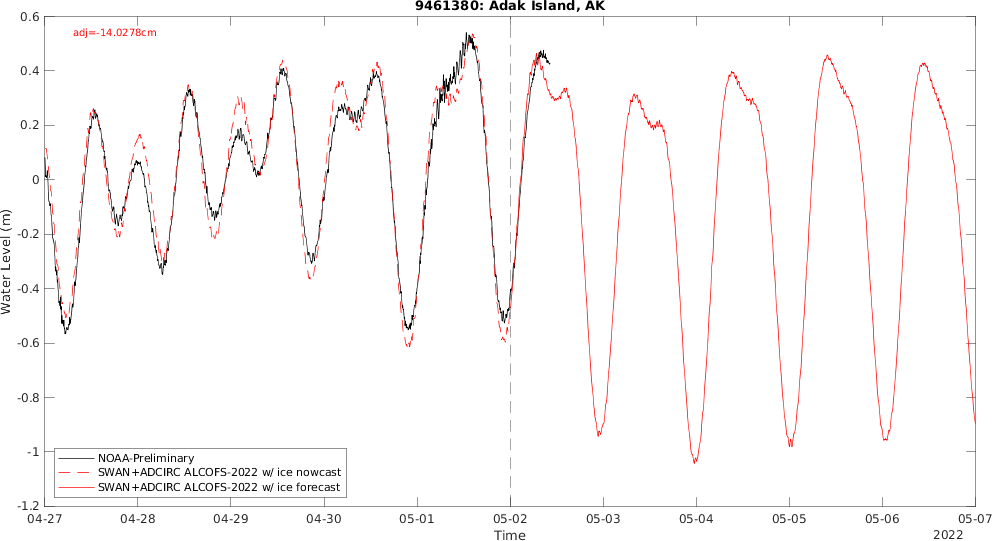 9461380: Adak Island, AK
adj=-14.0278cm
0.6
0.4
0.2
0
-0.2
-0.4
-0.6
-0.8
-1
-1.2
Water Level (m)
NOAA-Preliminary
SWAN+ADCIRC ALCOFS-2022 w/ ice nowcast
SWAN+ADCIRC ALCOFS-2022 w/ ice forecast
04-27 04-28 04-29 04-30 05-01 05-02 05-03 05-04 05-05 05-06 05-07
Time
2022